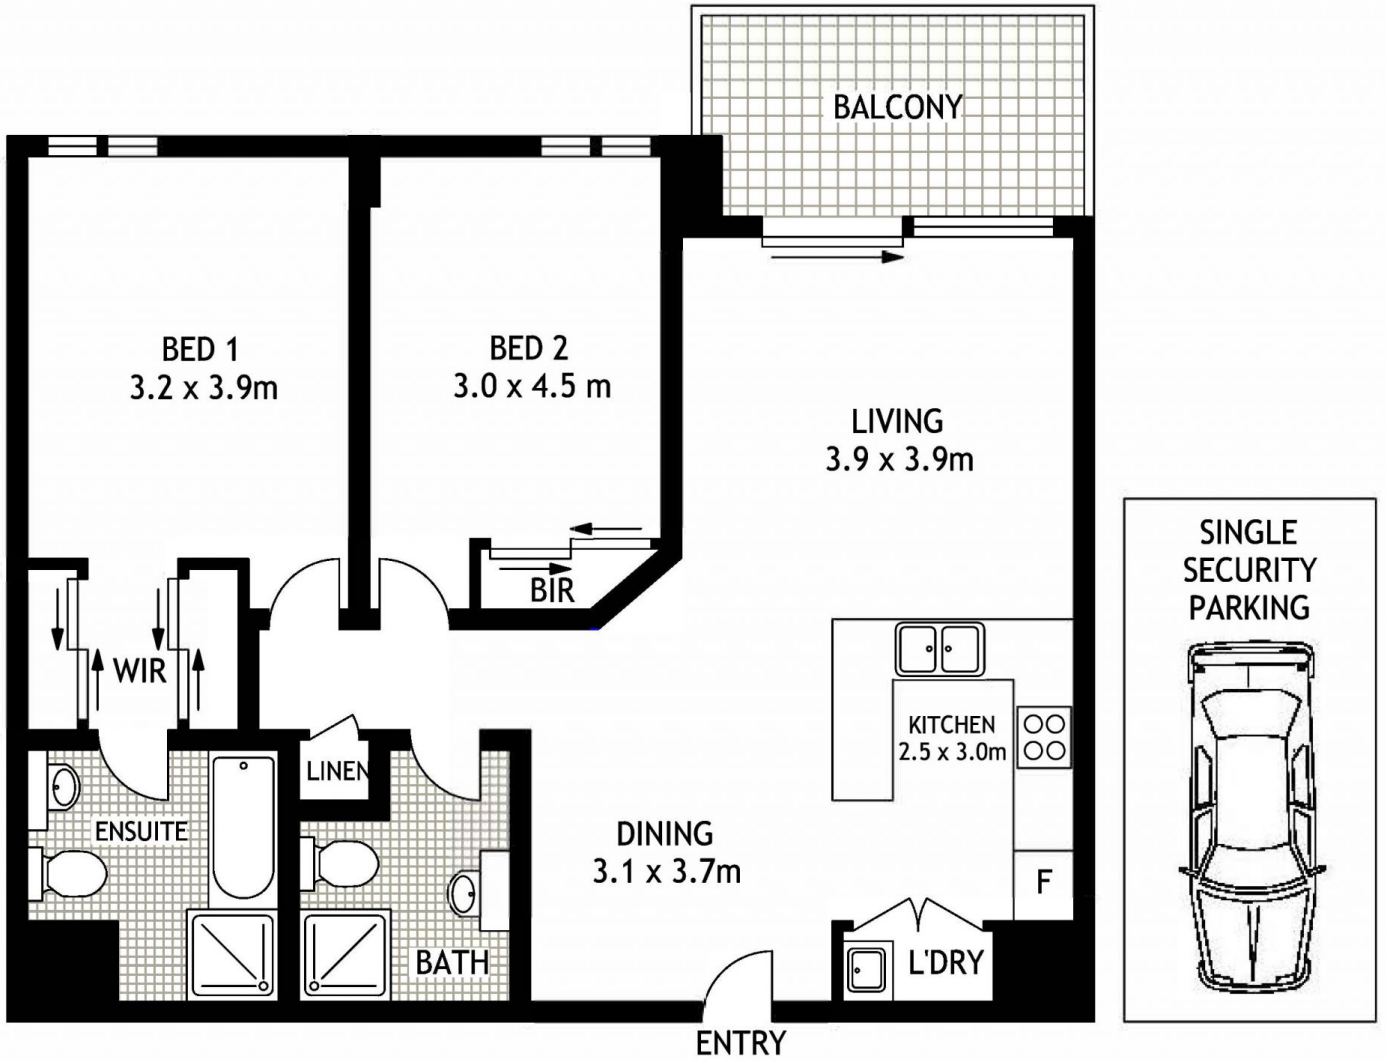 BALCONY
BED 1
3.2 x 3.9m
BED 2
3.0 x 4.5 m
LIVING
3.9 x 3.9m
SINGLE
SECURITY
PARKING
BIR
WIR
KITCHEN
2.5 x 3.0m
LINEN
ENSUITE
DINING
3.1 x 3.7m
F
BATH
L'DRY
ENTRY